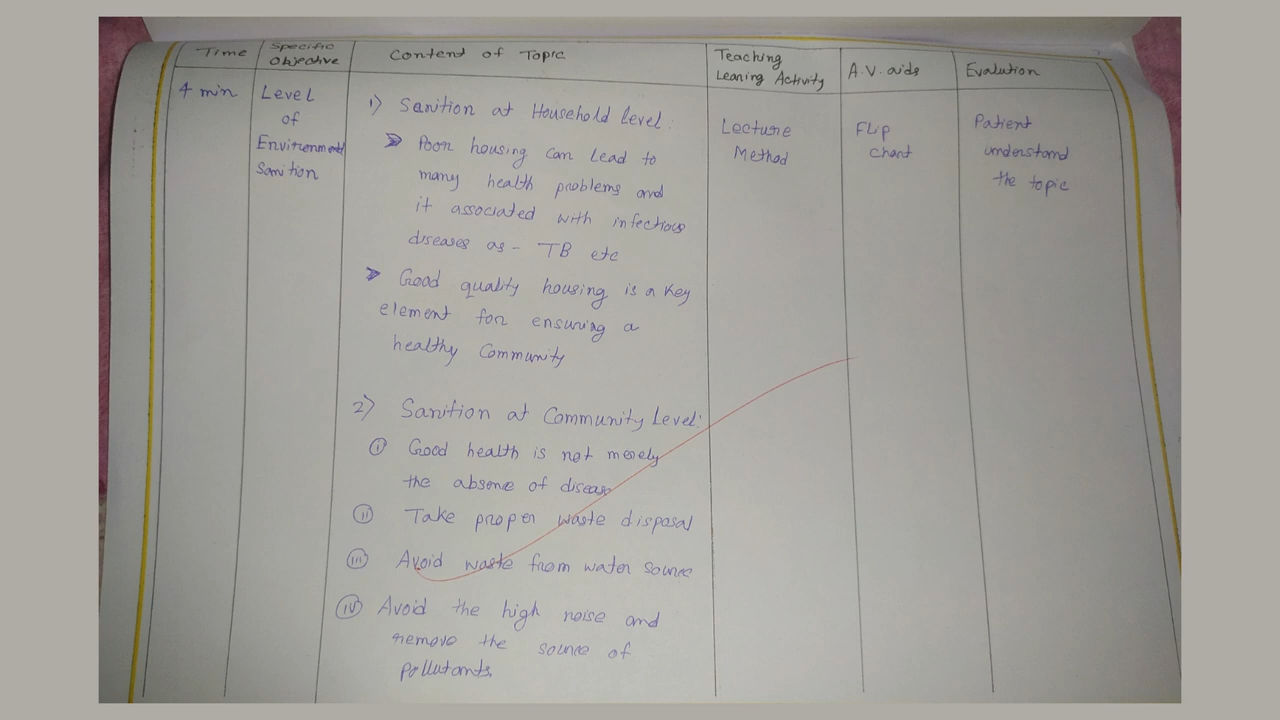 Time
Specific
Objective
Content of Topic
Teaching
Leaning Activity
A.V. aids
Evalution
4 min
Level
of
Environment
Sanition
1) Sanition at Household Level:
Poor housing can Lead to
many health problems and
it associated with infectious
diseases as - TB etc
Good quality housing is a key
element for ensuring a
healthy Community
2) Sanition at Community Level:
(i) Good health is not merely
the absence of disease
(ii) Take proper waste disposal
(iii) Avoid waste from water source
(iv) Avoid the high noise and
remove the source of
pollutants.
Lecture
Method
Flip
chart
Patient
understand
the topic